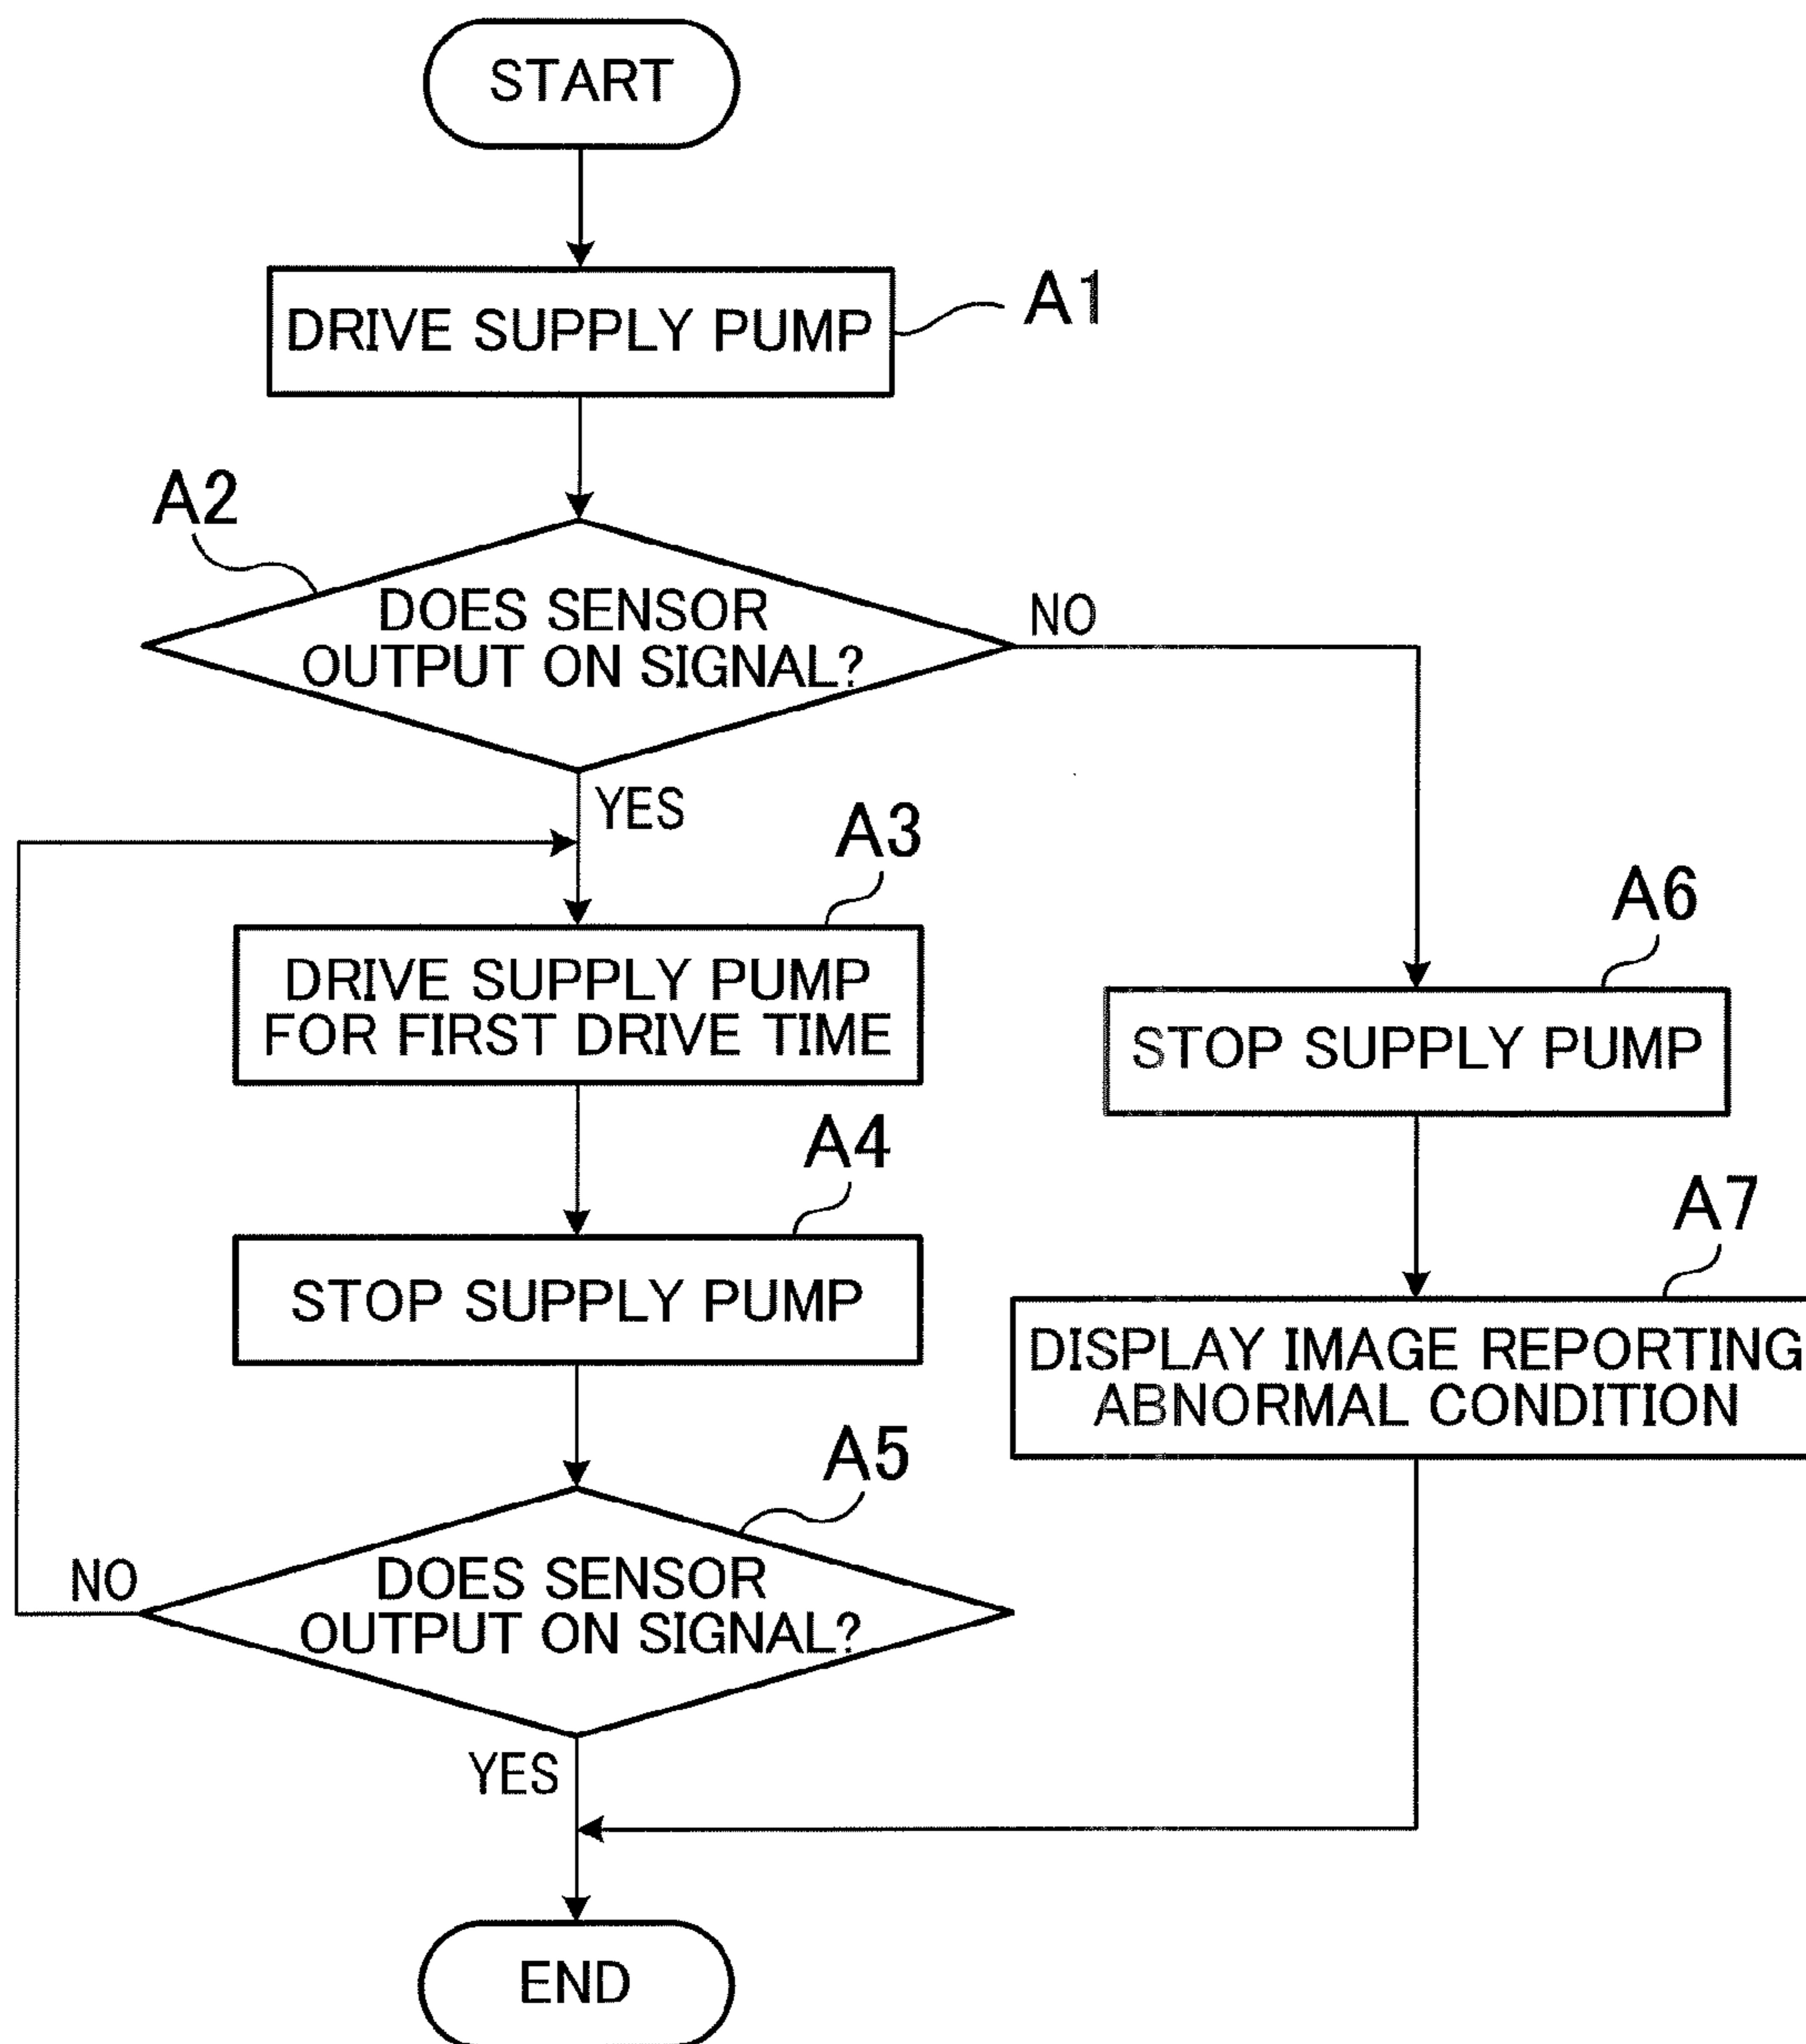 START
DRIVE SUPPLY PUMP
A1
A2
DOES SENSOR
OUTPUT ON SIGNAL?
NO
YES
A3
DRIVE SUPPLY PUMP
FOR FIRST DRIVE TIME
A6
STOP SUPPLY PUMP
A4
STOP SUPPLY PUMP
A7
DISPLAY IMAGE REPORTING
ABNORMAL CONDITION
A5
DOES SENSOR
OUTPUT ON SIGNAL?
NO
YES
END